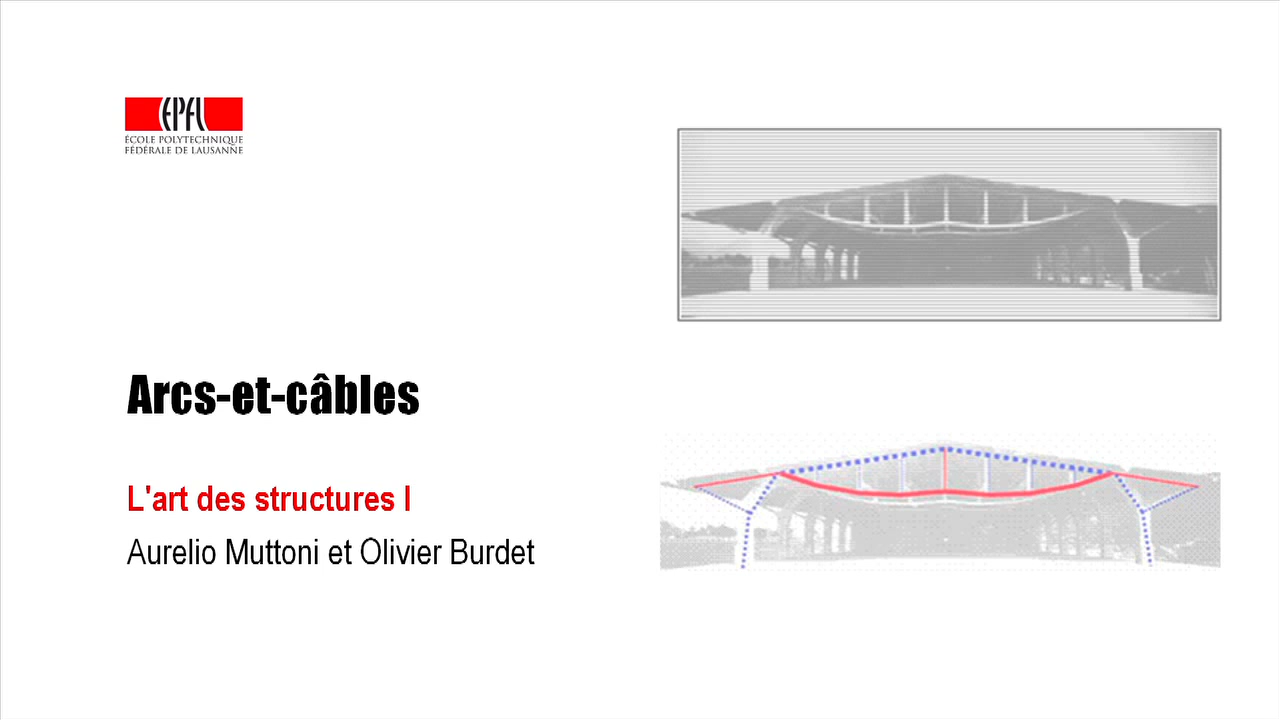 EPFL
ÉCOLE POLYTECHNIQUE
FÉDÉRALE DE LAUSANNE
Arcs-et-câbles
L'art des structures I
Aurelio Muttoni et Olivier Burdet